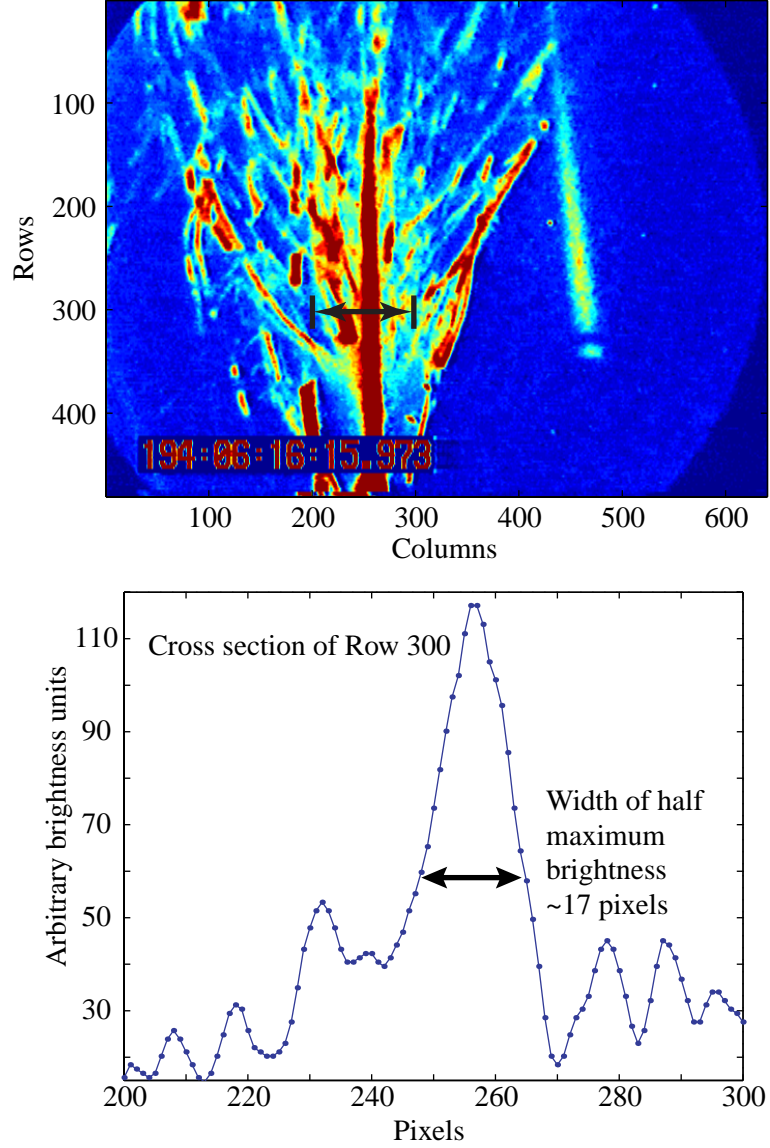 100
200
300
400
Rows
194:06:16:15.973
100 200 300 400 500 600
Columns
110
90
70
50
30
Arbitrary brightness units
Cross section of Row 300
Width of half
maximum
brightness
~17 pixels
200 220 240 260 280 300
Pixels